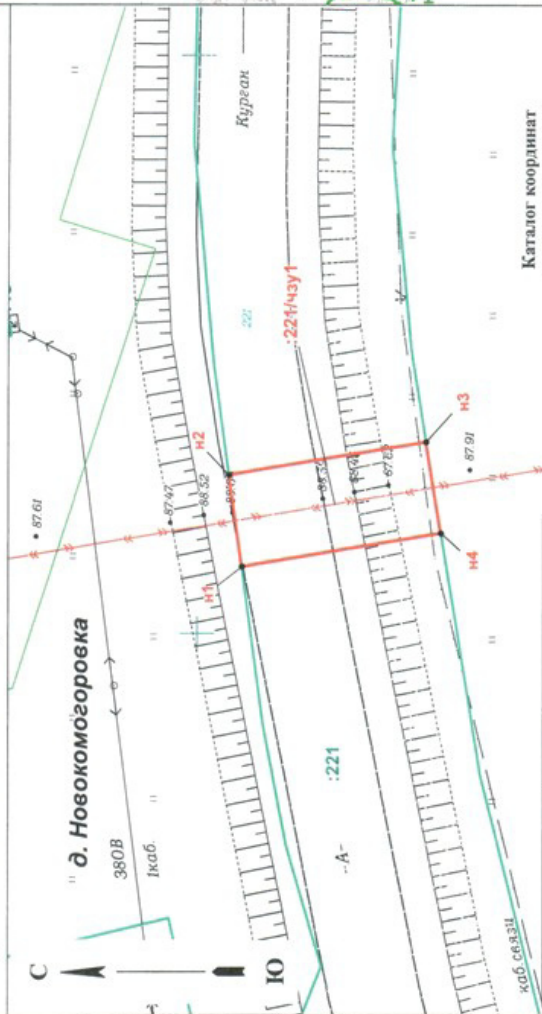 С
Ю
д. Новокомогоровка
380В
1каб.
87.61
87.47
88.52
н1
н2
:221/чзу1
Курган
:221
-А-
н3
н4
87.91
каб.связи
Каталог координат